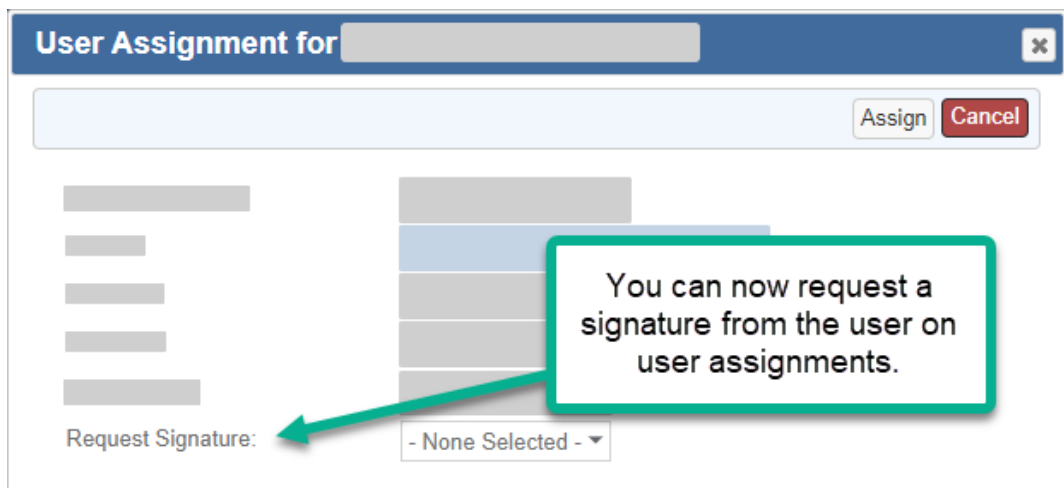 User Assignment for
Assign Cancel
You can now request a
signature from the user on
user assignments.
Request Signature: - None Selected -